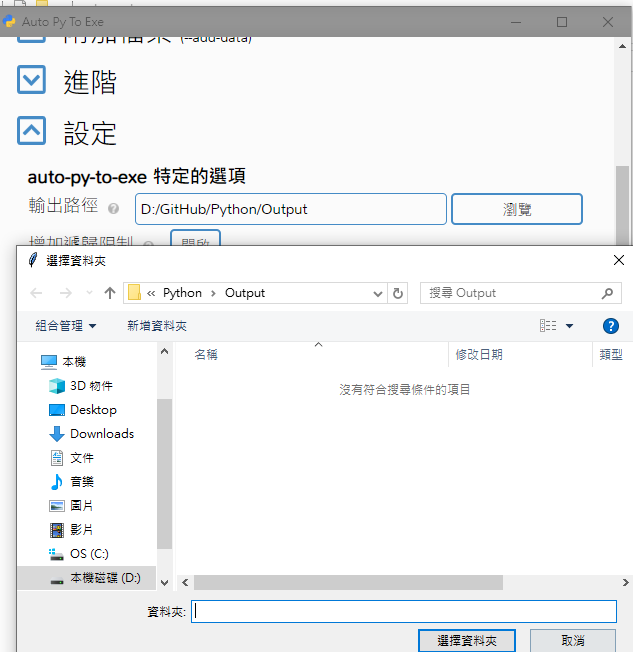 Auto Py To Exe
附加檔案 (--add-data)
進階
設定
auto-py-to-exe 特定的選項
輸出路徑
D:/GitHub/Python/Output
瀏覽
增加遞歸限制
開啟
選擇資料夾
« Python › Output
搜尋 Output
組合管理
新增資料夾
名稱
修改日期
類型
沒有符合搜尋條件的項目
本機
3D 物件
Desktop
Downloads
文件
音樂
圖片
影片
OS (C:)
本機磁碟 (D:)
資料夾:
選擇資料夾
取消